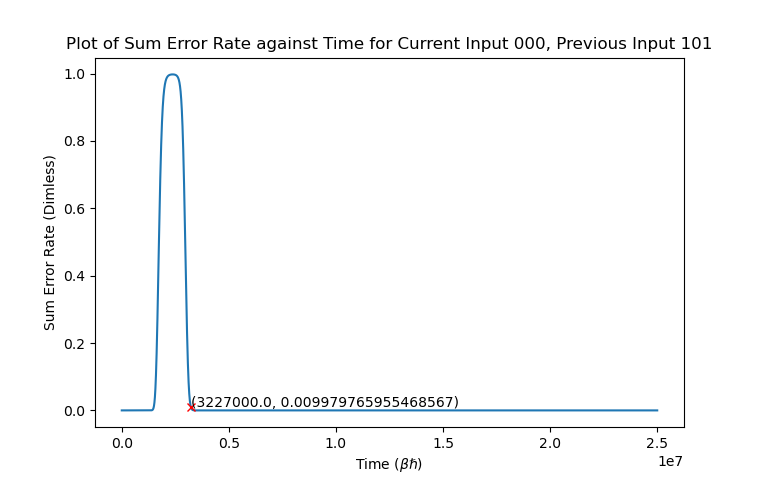 Plot of Sum Error Rate against Time for Current Input 000, Previous Input 101
1.0
0.8
0.6
0.4
0.2
0.0
Sum Error Rate (Dimless)
(3227000.0, 0.009979765955468567)
0.0 0.5 1.0 1.5 2.0 2.5
1e7
Time (βℏ)